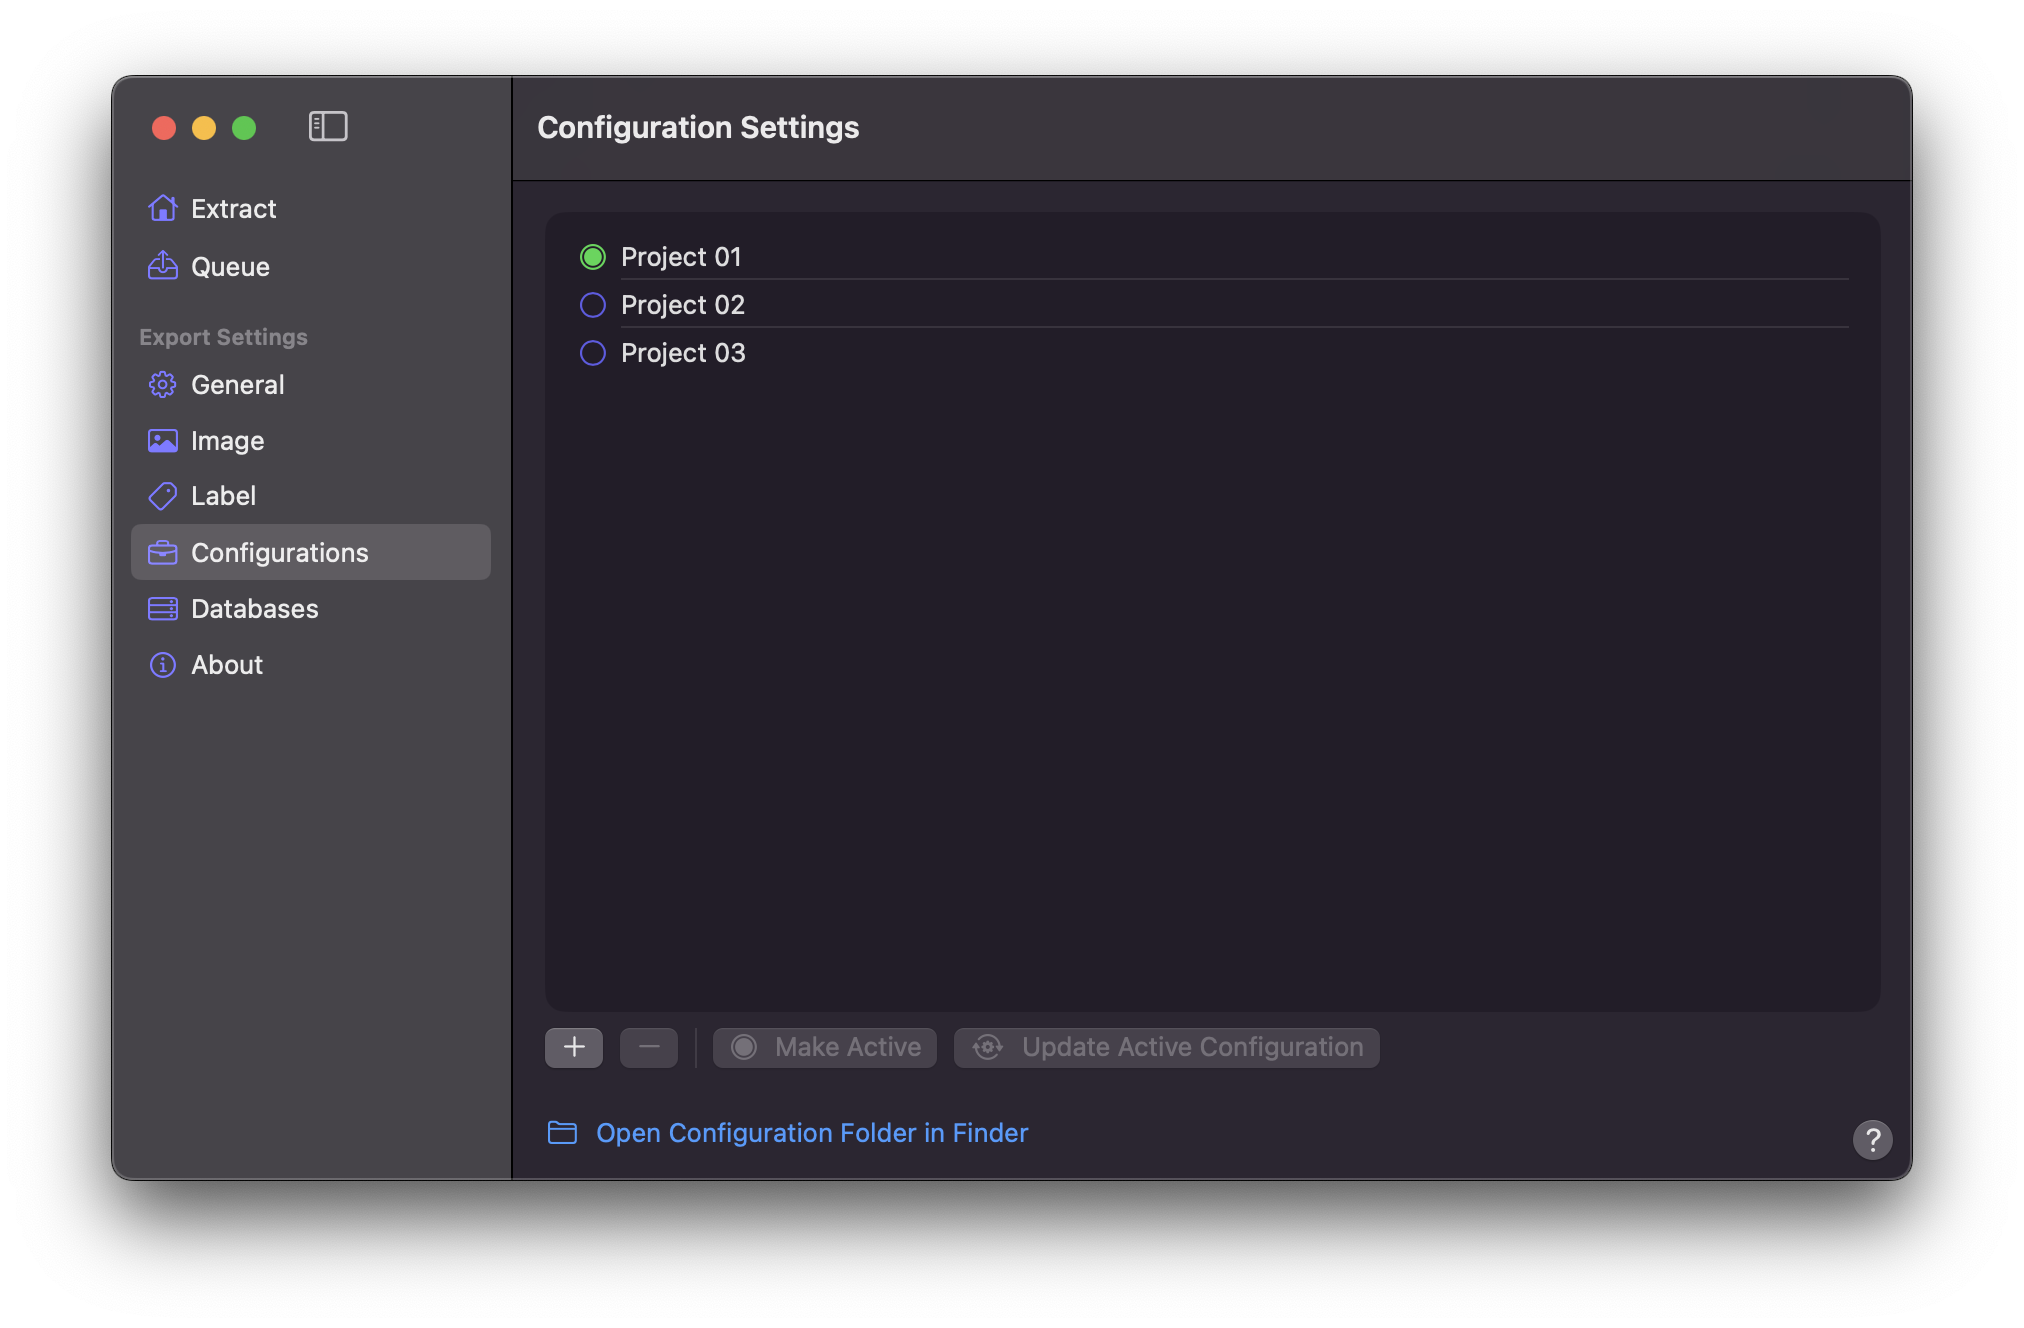 Extract
Queue
Export Settings
General
Image
Label
Configurations
Databases
About
Configuration Settings
Project 01
Project 02
Project 03
+ − Make Active Update Active Configuration
Open Configuration Folder in Finder
?